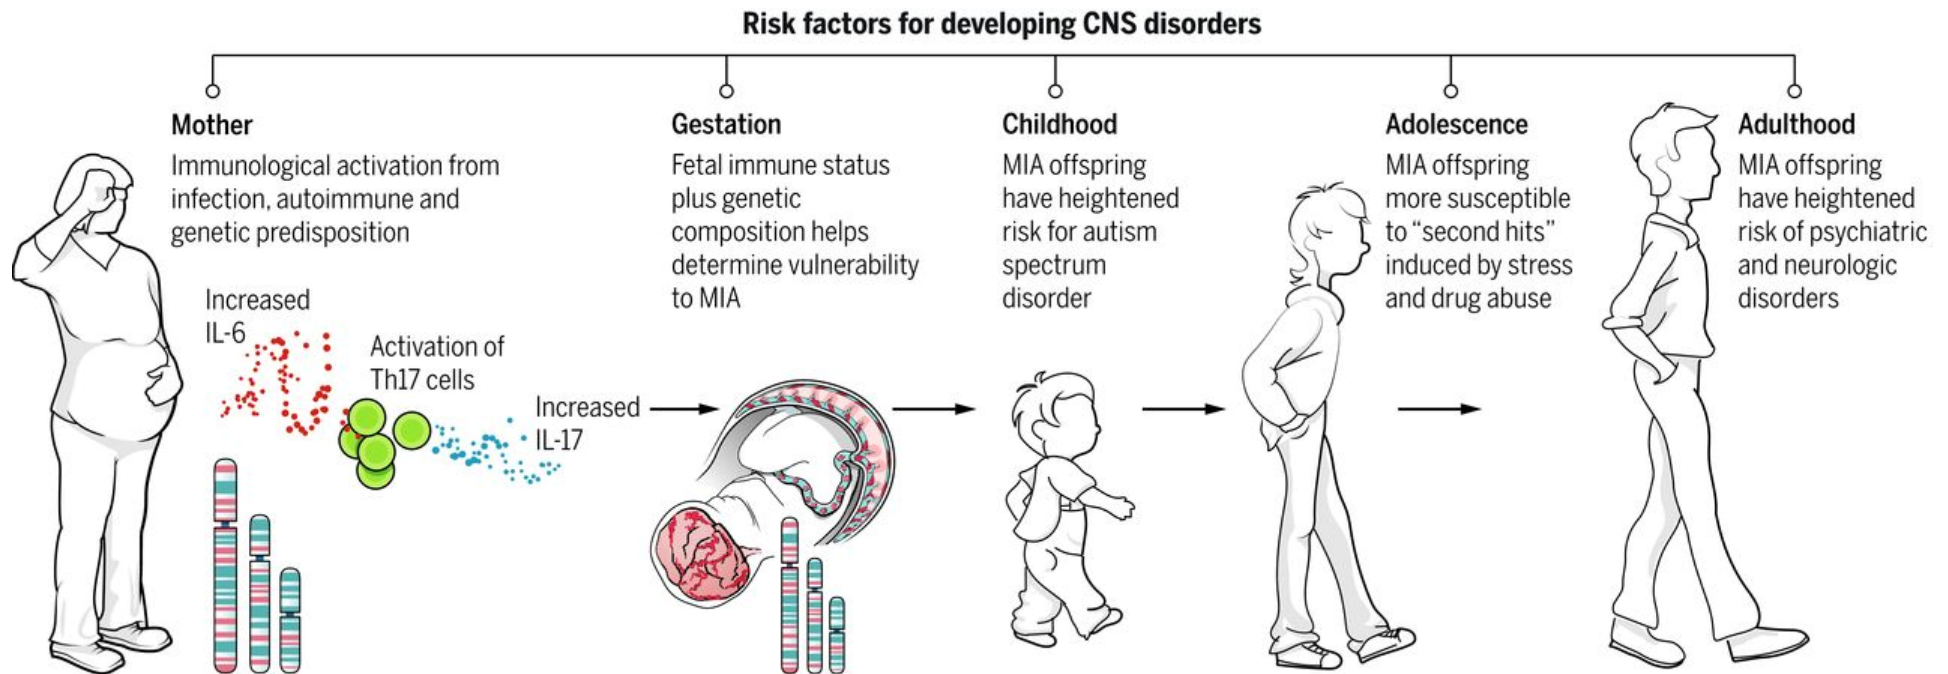 Risk factors for developing CNS disorders
Mother
Immunological activation from
infection, autoimmune and
genetic predisposition
Increased
IL-6
Activation of
Th17 cells
Increased
IL-17
Gestation
Fetal immune status
plus genetic
composition helps
determine vulnerability
to MIA
Childhood
MIA offspring
have heightened
risk for autism
spectrum
disorder
Adolescence
MIA offspring
more susceptible
to “second hits”
induced by stress
and drug abuse
Adulthood
MIA offspring
have heightened
risk of psychiatric
and neurologic
disorders